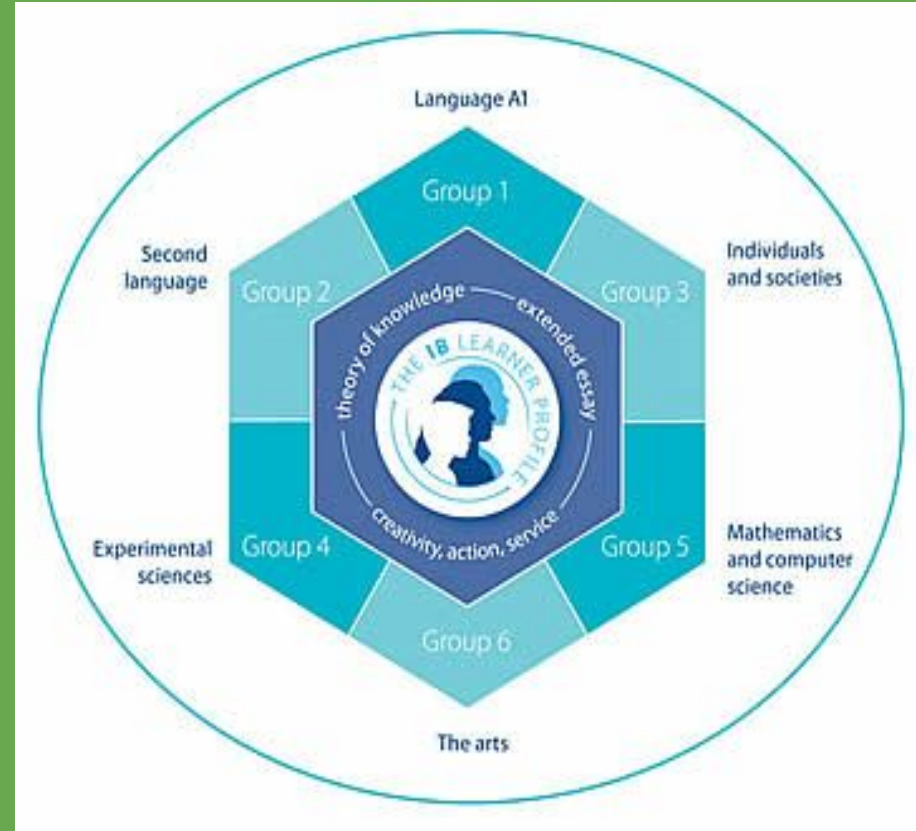 Language A1
Group 1
Second
language
Group 2
Individuals
and societies
Group 3
theory of knowledge
extended essay
THE IB LEARNER PROFILE
creativity, action, service
Experimental
sciences
Group 4
Mathematics
and computer
science
Group 5
Group 6
The arts